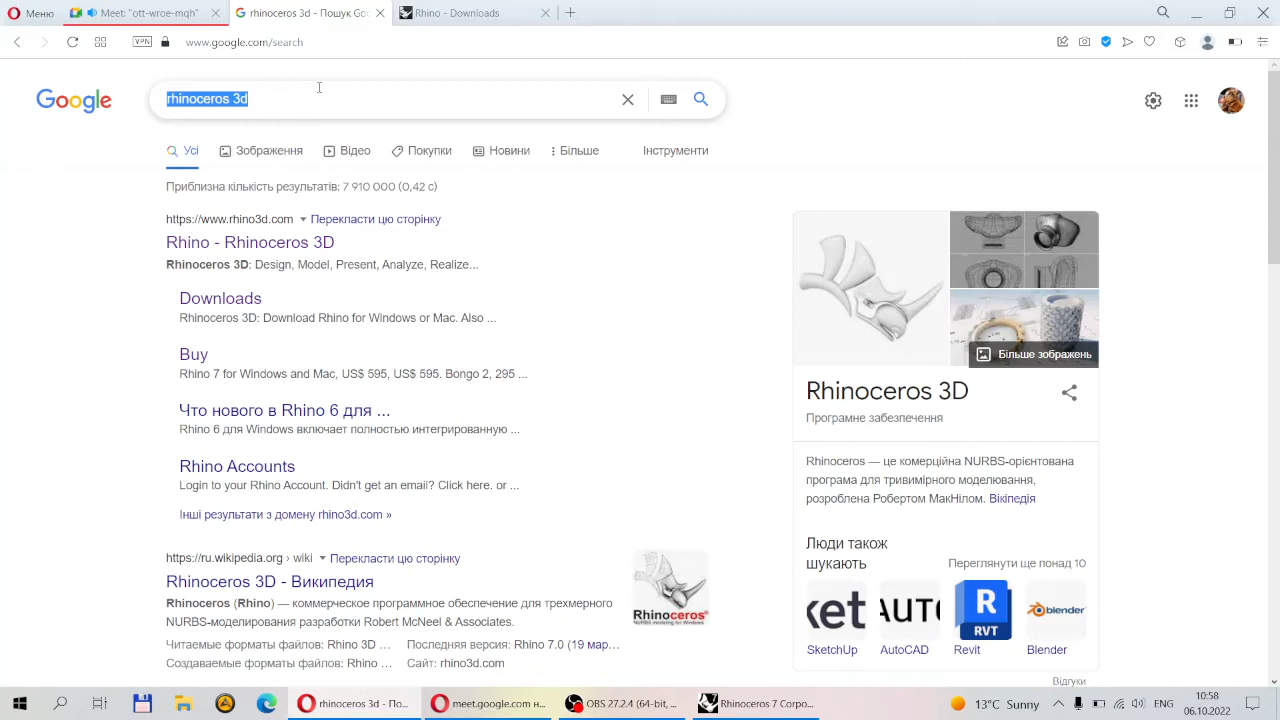 Меню
Meet - "ott-wroe-mqh"
rhinoceros 3d - Пошук Go
Rhino - Downloads
VPN
www.google.com/search
Google
rhinoceros 3d
Усі
Зображення
Відео
Покупки
Новини
Більше
Інструменти
Приблизна кількість результатів: 7 910 000 (0,42 с)
https://www.rhino3d.com
Перекласти цю сторінку
Rhino - Rhinoceros 3D
Rhinoceros 3D: Design, Model, Present, Analyze, Realize...
Downloads
Rhinoceros 3D: Download Rhino for Windows or Mac. Also ...
Buy
Rhino 7 for Windows and Mac, US$ 595, US$ 595. Bongo 2, 295 ...
Что нового в Rhino 6 для ...
Rhino 6 для Windows включает полностью интегрированную ...
Rhino Accounts
Login to your Rhino Account. Didn't get an email? Click here. or ...
Інші результати з домену rhino3d.com »
https://ru.wikipedia.org › wiki
Перекласти цю сторінку
Rhinoceros 3D - Википедия
Rhinoceros (Rhino) — коммерческое программное обеспечение для трехмерного
NURBS-моделирования разработки Robert McNeel & Associates.
Читаемые форматы файлов: Rhino 3D ...
Последняя версия: Rhino 7.0 (19 мар...
Создаваемые форматы файлов: Rhino ...
Сайт: rhino3d.com
Rhinoceros®
NURBS modeling for Windows
Більше зображень
Rhinoceros 3D
Програмне забезпечення
Rhinoceros — це комерційна NURBS-орієнтована
програма для тривимірного моделювання,
розроблена Робертом МакНілом. Вікіпедія
Люди також
шукають
Переглянути ще понад 10
ket
AUTC
R
RVT
blender
SketchUp
AutoCAD
Revit
Blender
Відгуки
rhinoceros 3d - По...
meet.google.com н...
OBS 27.2.4 (64-bit, ...
Rhinoceros 7 Corpo...
13°C Sunny
10:58
06.10.2022